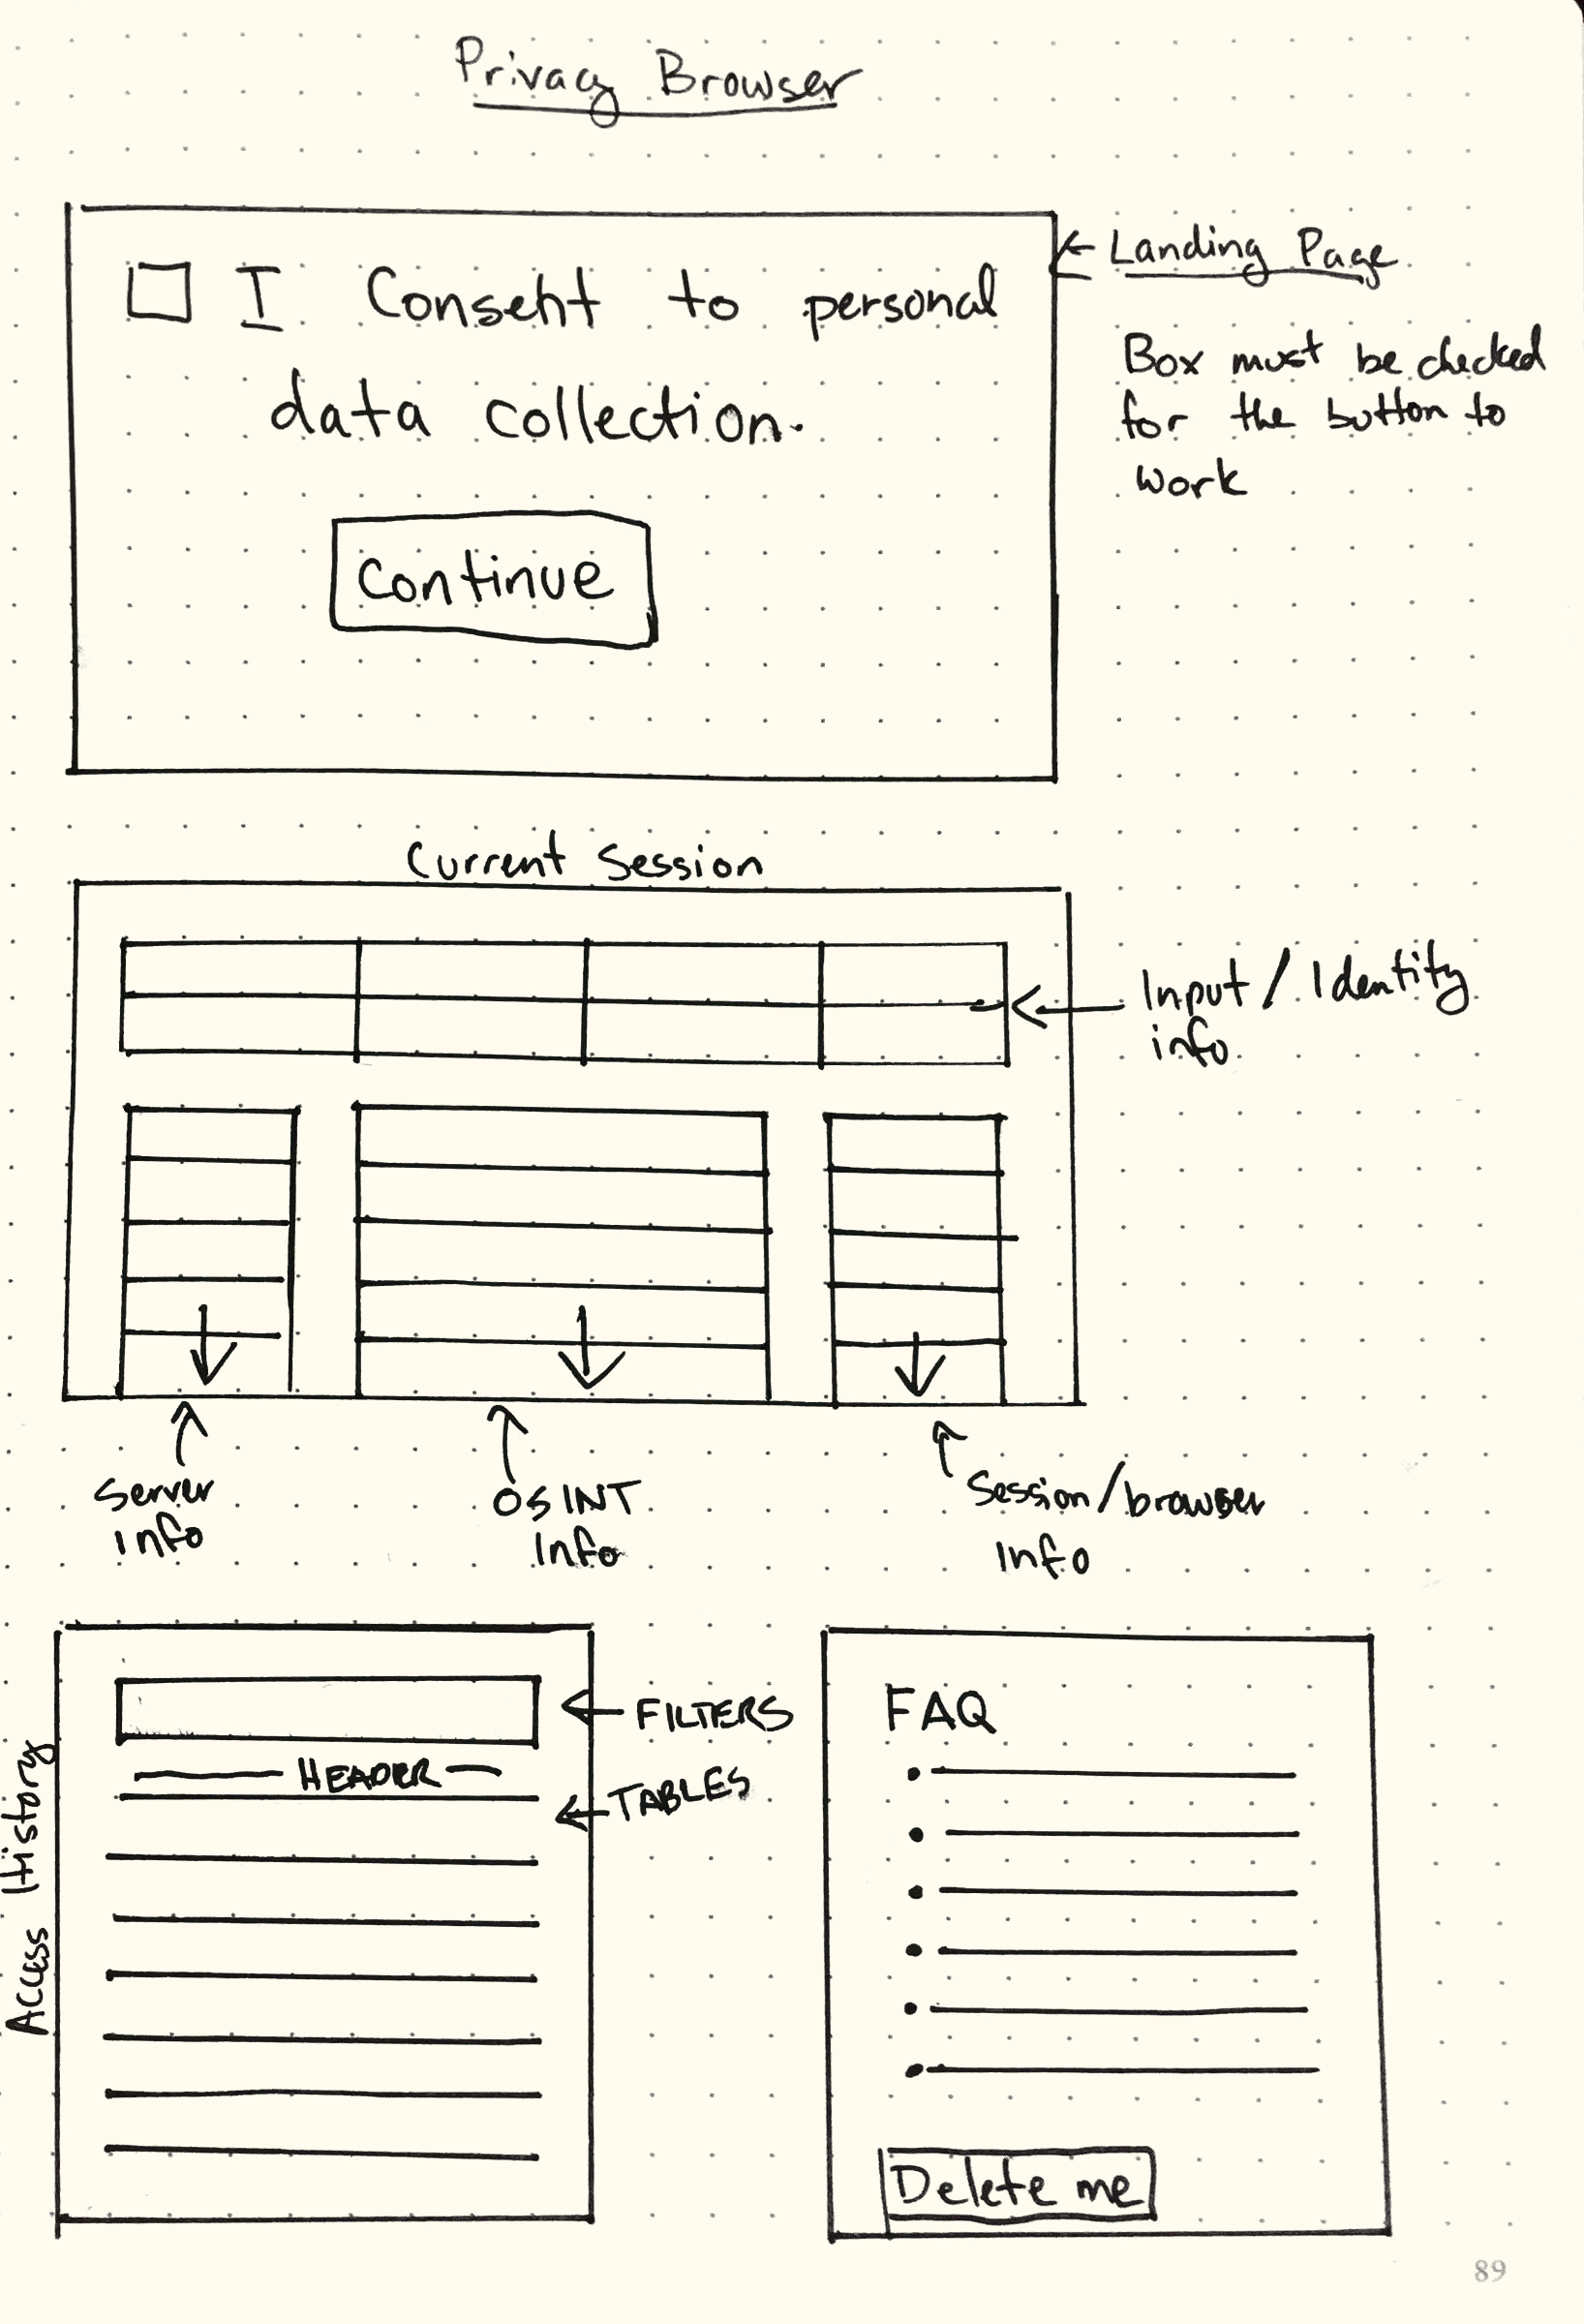 Privacy Browser
I Consent to personal
data collection.
Continue
Landing Page
Box must be checked
for the button to
work
Current Session
Input / Identity
info
Server
info
OSINT
Info
Session/browser
Info
Access History
FILTERS
HEADER
TABLES
FAQ
Delete me
89